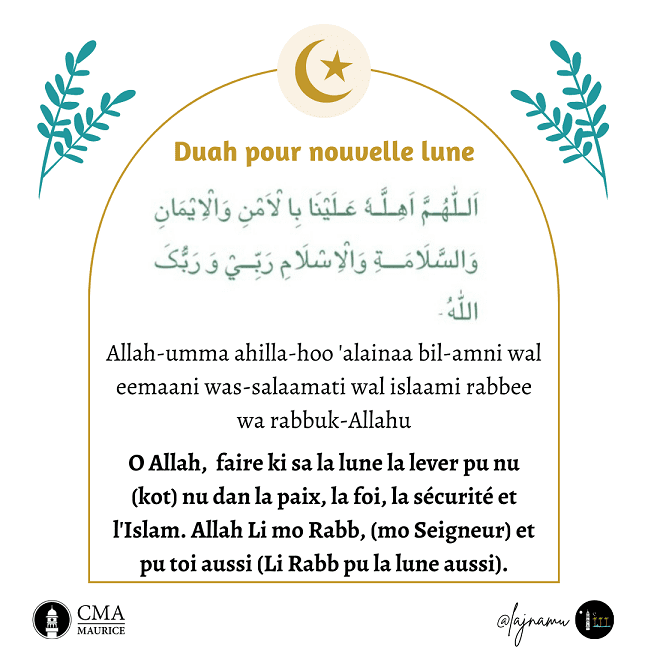 Duah pour nouvelle lune
اَللّٰهُمَّ اَهِلَّهٗ عَلَيْنَا بِا لْاَمْنِ وَالْاِيْمَانِ
وَالسَّلَامَــةِ وَالْاِسْلَامِ رَبِّــيْ وَ رَبُّكَ
اللّٰهُ۔
Allah-umma ahilla-hoo 'alainaa bil-amni wal
eemaani was-salaamati wal islaami rabbee
wa rabbuk-Allahu
O Allah, faire ki sa la lune la lever pu nu
(kot) nu dan la paix, la foi, la sécurité et
l'Islam. Allah Li mo Rabb, (mo Seigneur) et
pu toi aussi (Li Rabb pu la lune aussi).
CMA
MAURICE
@lajnamu